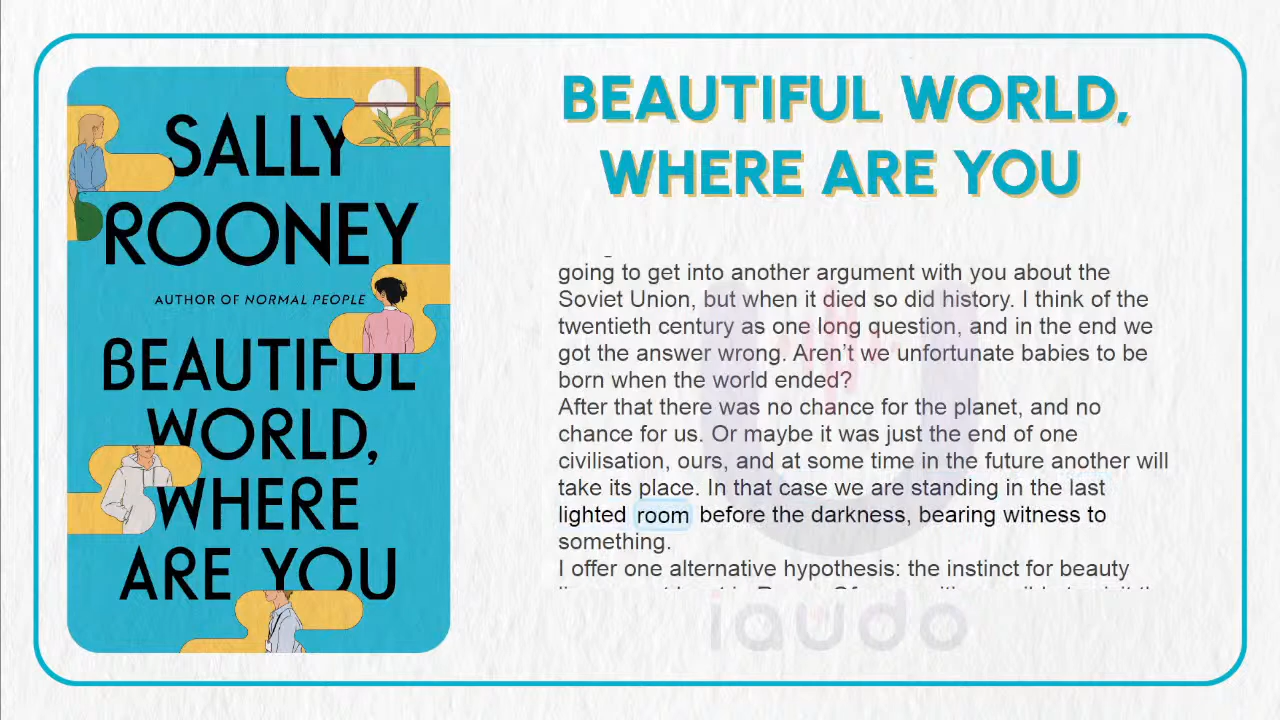 SALLY
ROONEY
AUTHOR OF NORMAL PEOPLE
BEAUTIFUL
WORLD,
WHERE
ARE YOU
BEAUTIFUL WORLD,
WHERE ARE YOU
going to get into another argument with you about the
Soviet Union, but when it died so did history. I think of the
twentieth century as one long question, and in the end we
got the answer wrong. Aren’t we unfortunate babies to be
born when the world ended?
After that there was no chance for the planet, and no
chance for us. Or maybe it was just the end of one
civilisation, ours, and at some time in the future another will
take its place. In that case we are standing in the last
lighted room before the darkness, bearing witness to
something.
I offer one alternative hypothesis: the instinct for beauty
iaudo